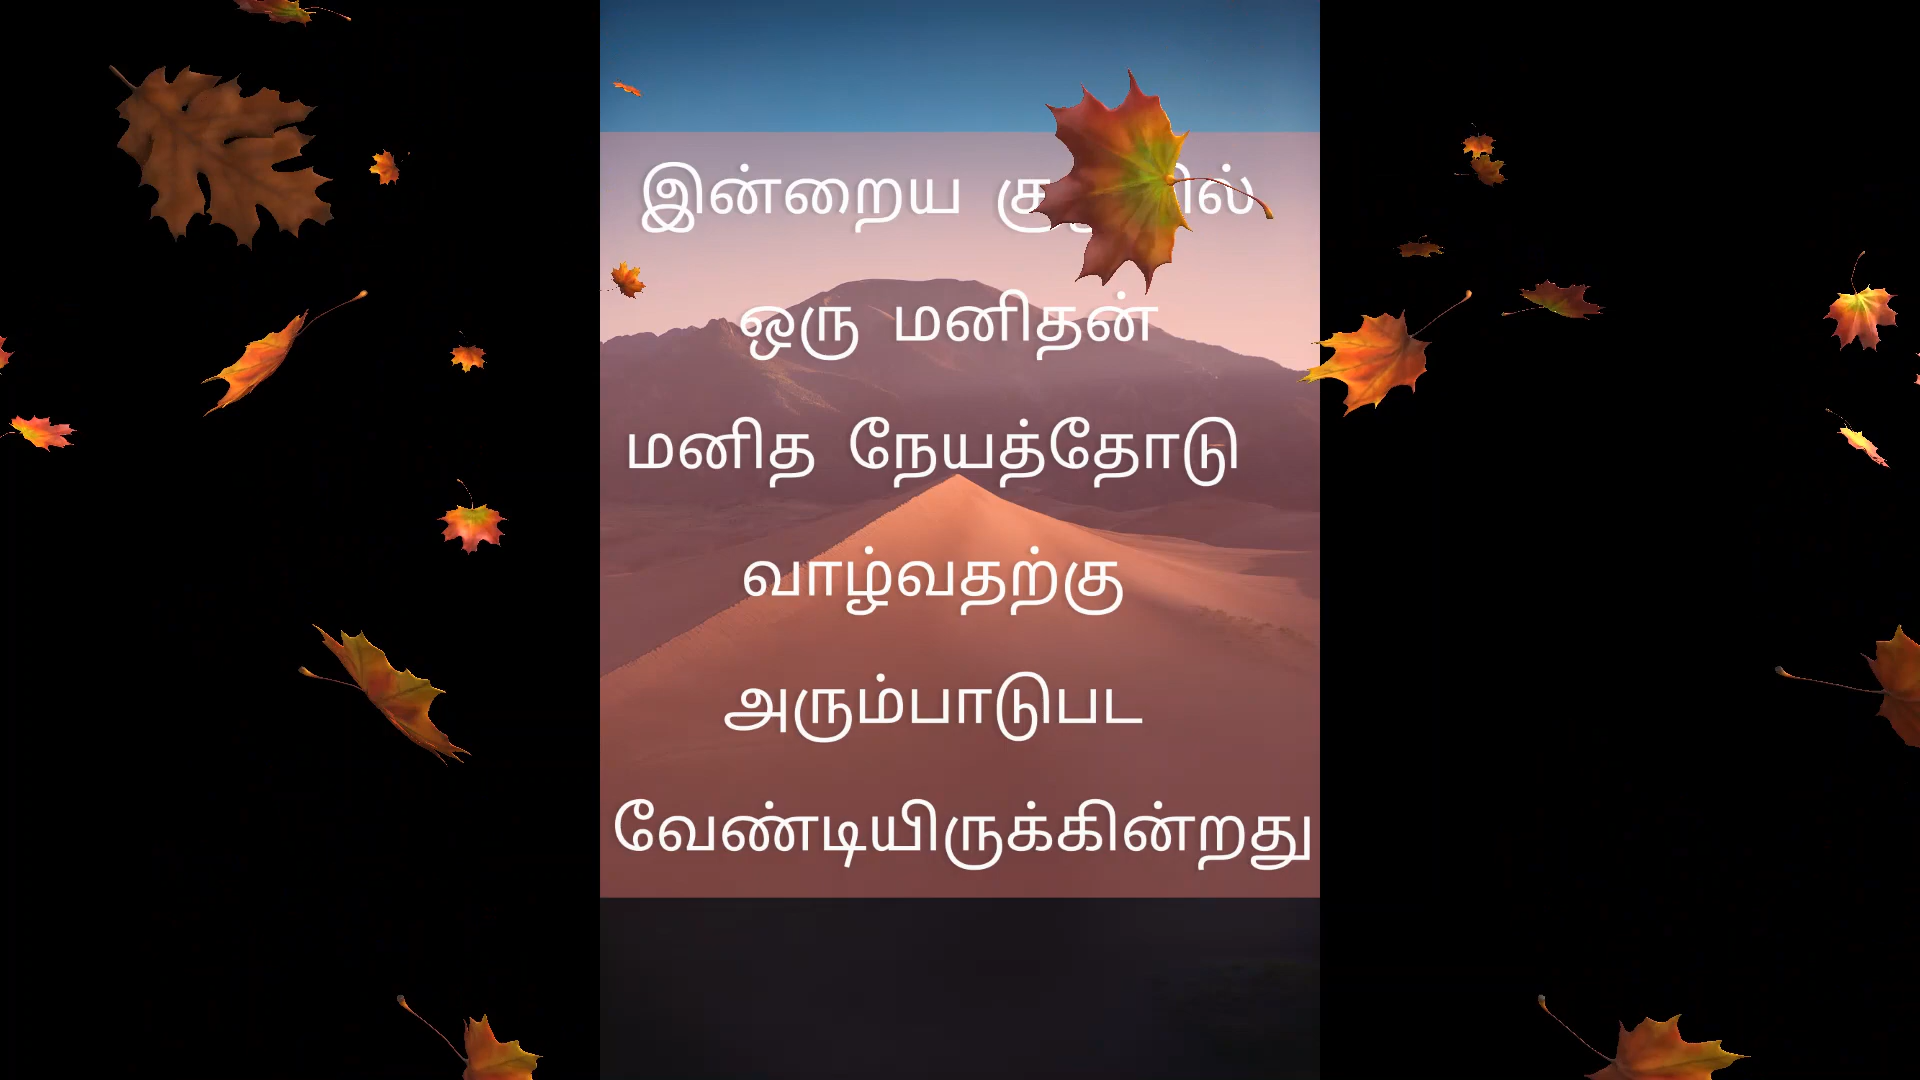 இன்றைய
ஒரு மனிதன்
மனித நேயத்தோடு
வாழ்வதற்கு
அரும்பாடுபட
வேண்டியிருக்கின்றது